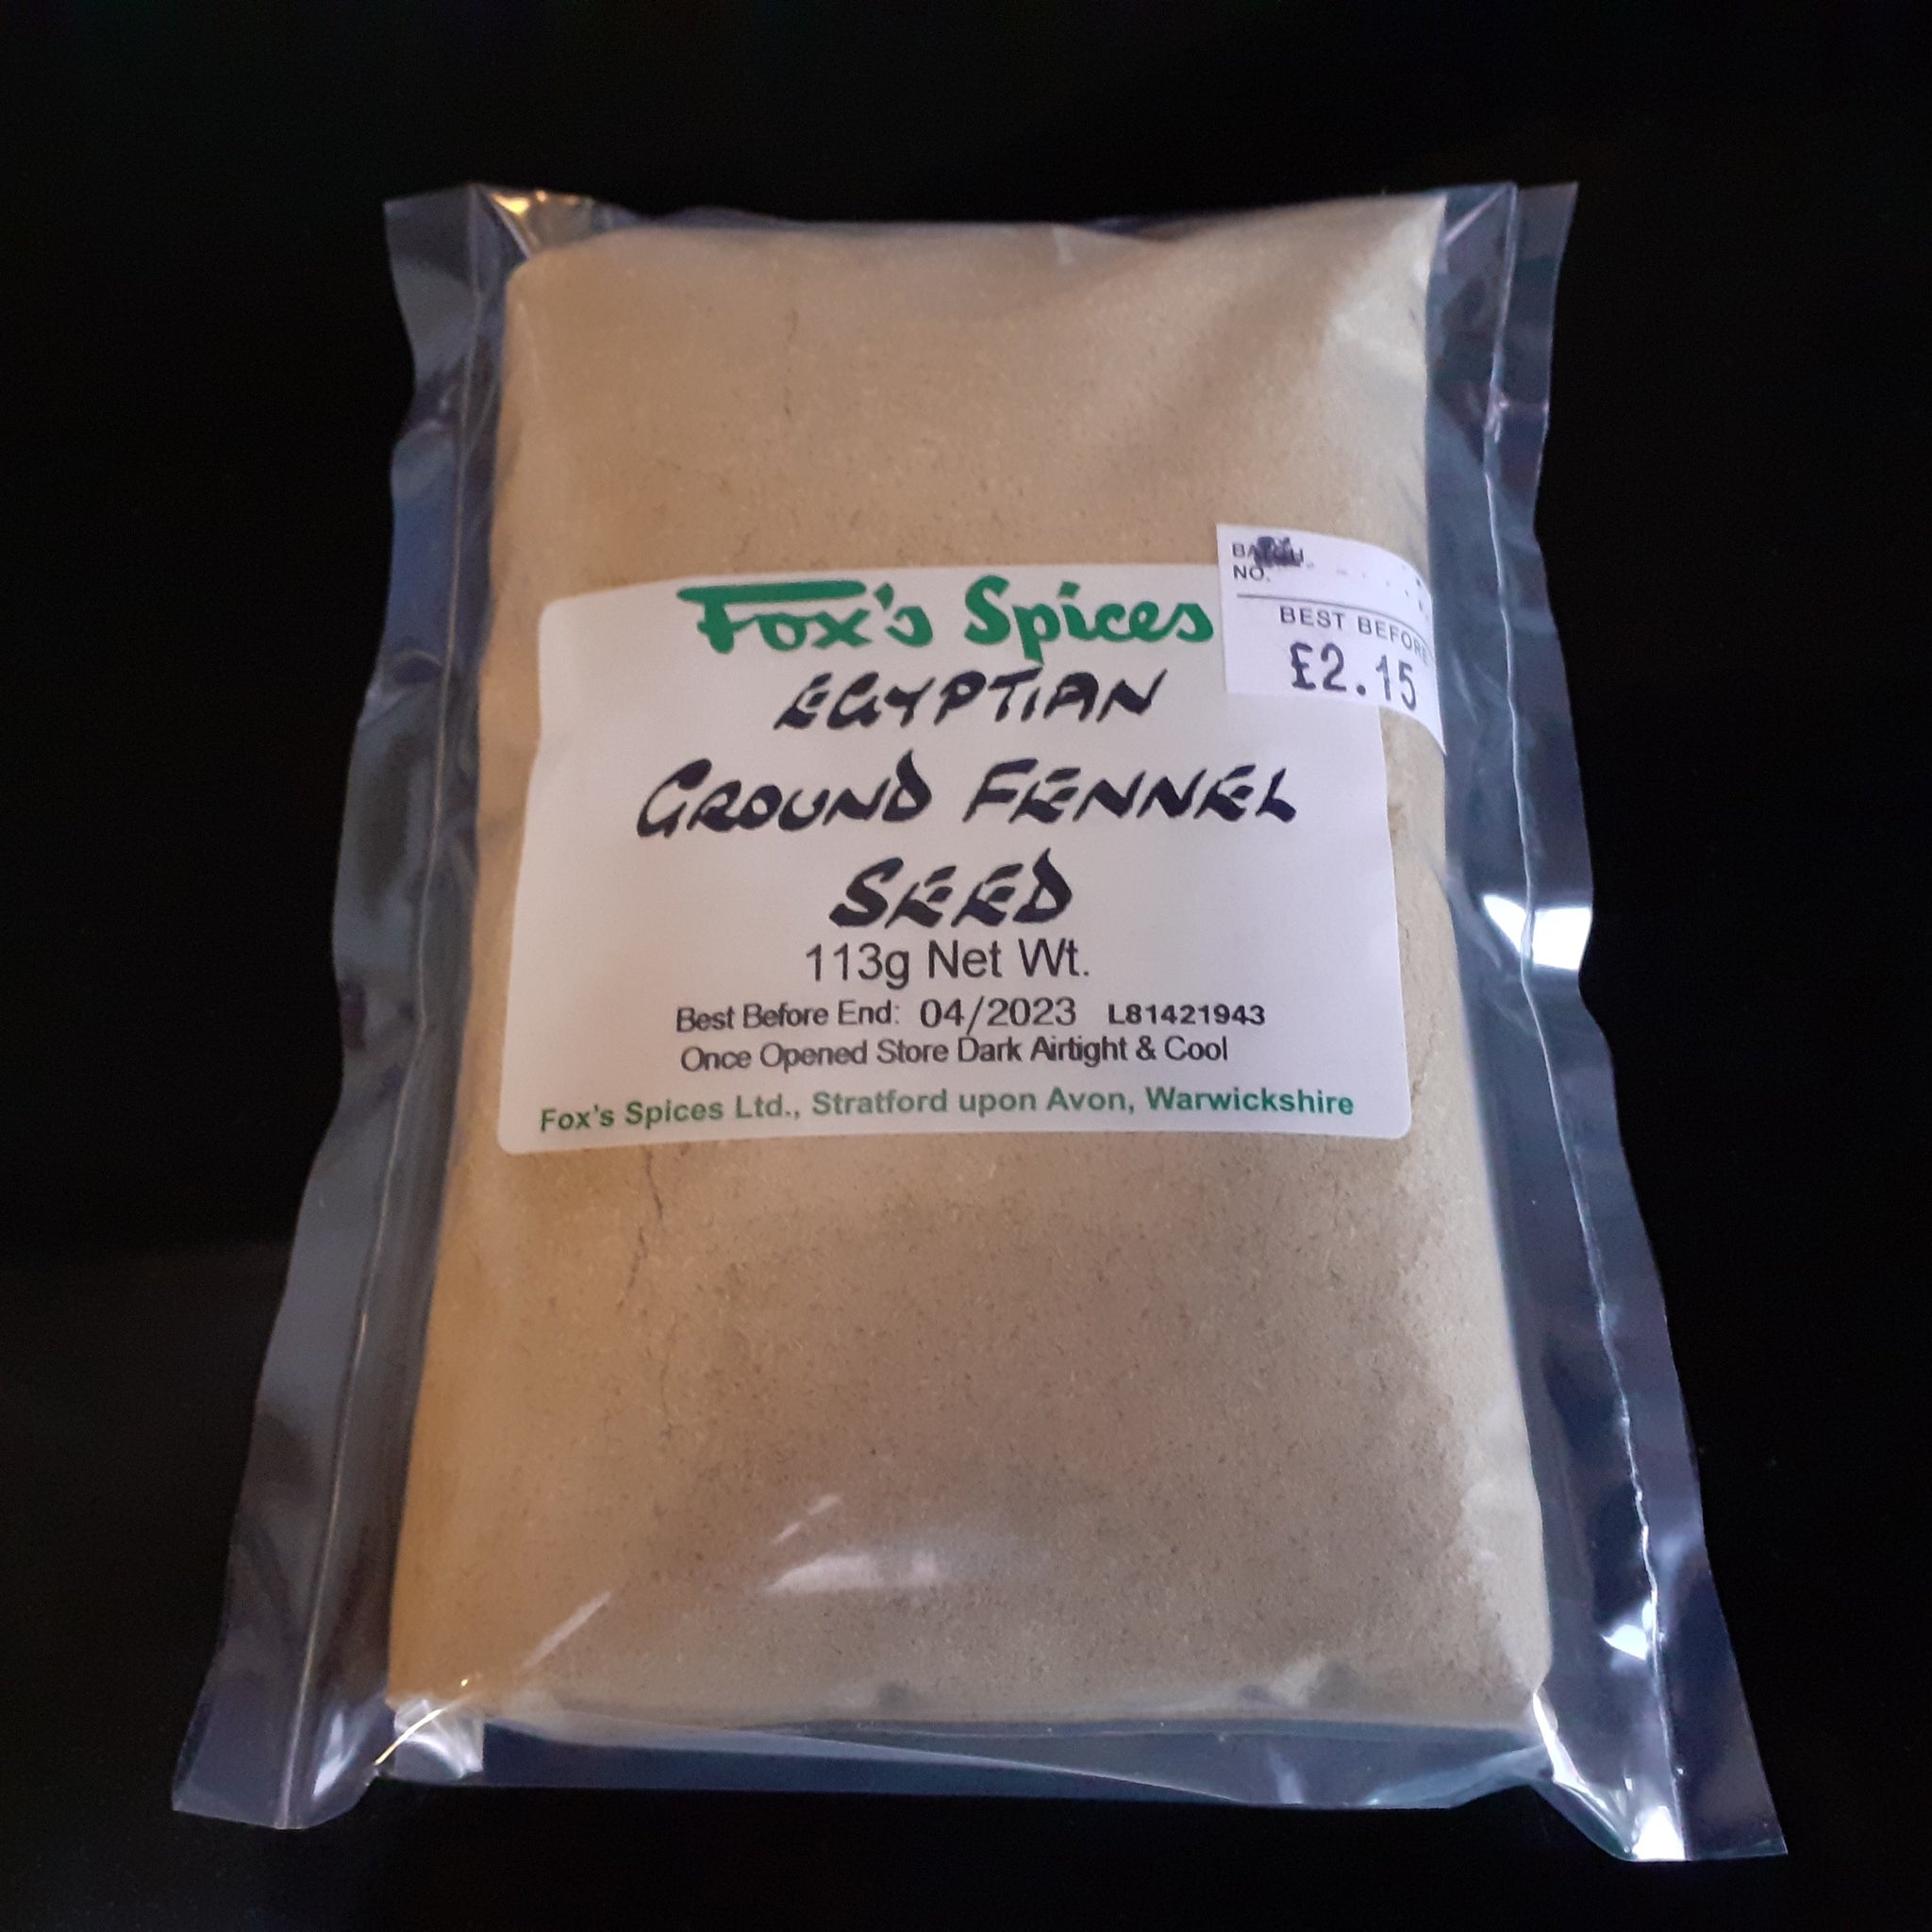 Fox's Spices
EGYPTIAN
GROUND FENNEL
SEED
113g Net Wt.
Best Before End: 04/2023 L81421943
Once Opened Store Dark Airtight & Cool
Fox's Spices Ltd., Stratford upon Avon, Warwickshire
BATCH
NO.
BEST BEFORE
£2.15